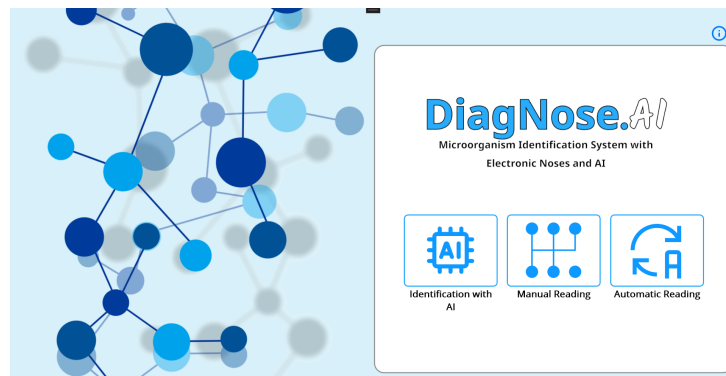 DiagNose.AI
Microorganism Identification System with
Electronic Noses and AI
AI
A
Identification with
AI
Manual Reading
Automatic Reading